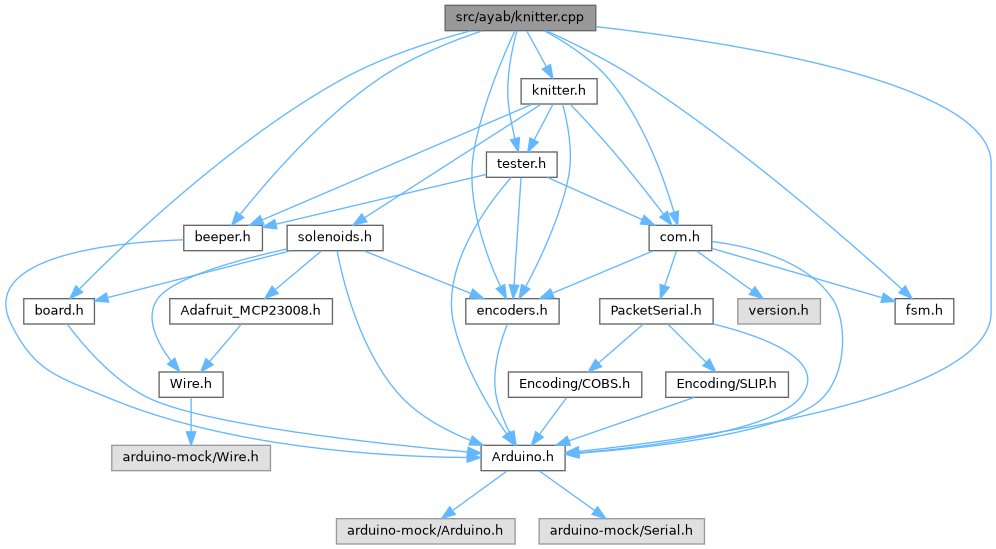 src/ayab/knitter.cpp
knitter.h
tester.h
beeper.h
solenoids.h
com.h
board.h
Adafruit_MCP23008.h
encoders.h
PacketSerial.h
version.h
fsm.h
Wire.h
Encoding/COBS.h
Encoding/SLIP.h
arduino-mock/Wire.h
Arduino.h
arduino-mock/Arduino.h
arduino-mock/Serial.h